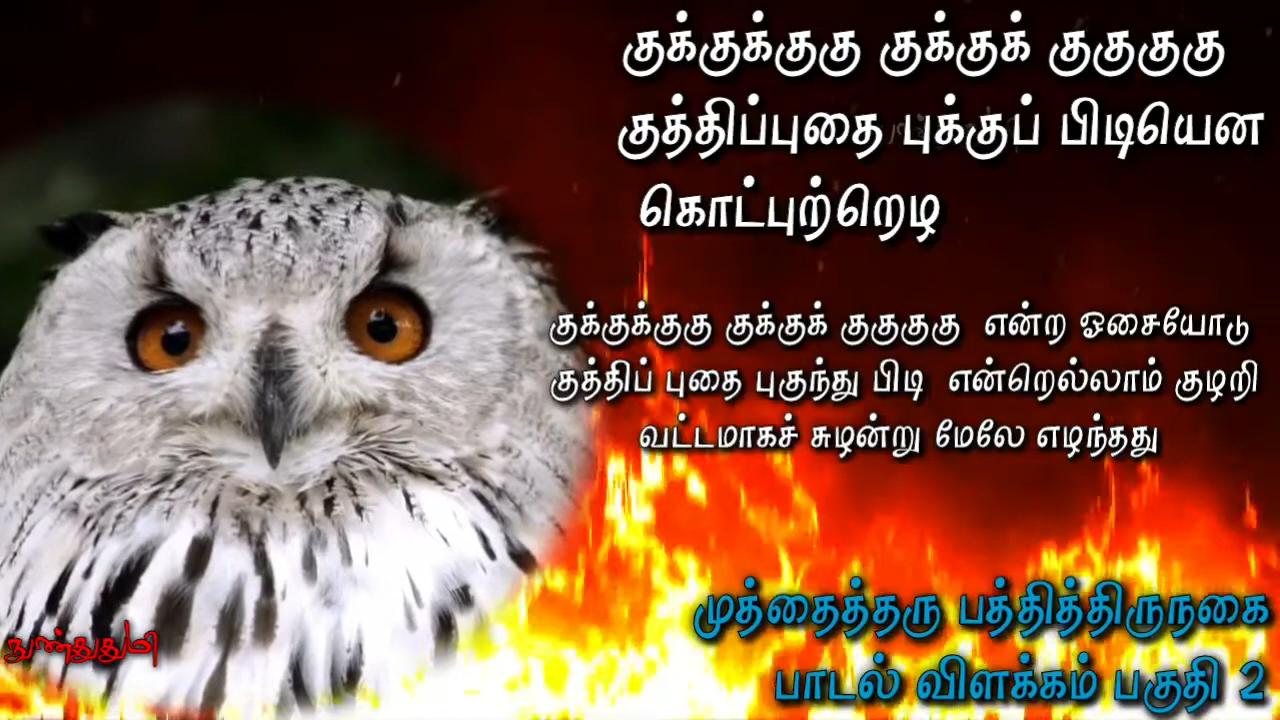 குக்குக்குகு குக்குக் குகுகுகு
குத்திப்புதை புக்குப் பிடியென
கொட்புற்றெடி
குக்குக்குகு குக்குக் குகுகுகு என்ற ஓசையோடு
குத்திப் புதை புகுந்து பிடி என்றெல்லாம் குழறி
வட்டமாகச் சுழன்று மேலே எழுந்தது
முத்தைத்தரு பத்தித்திருநகை
பாடல் விளக்கம் பகுதி 2
நுண்துதுமி